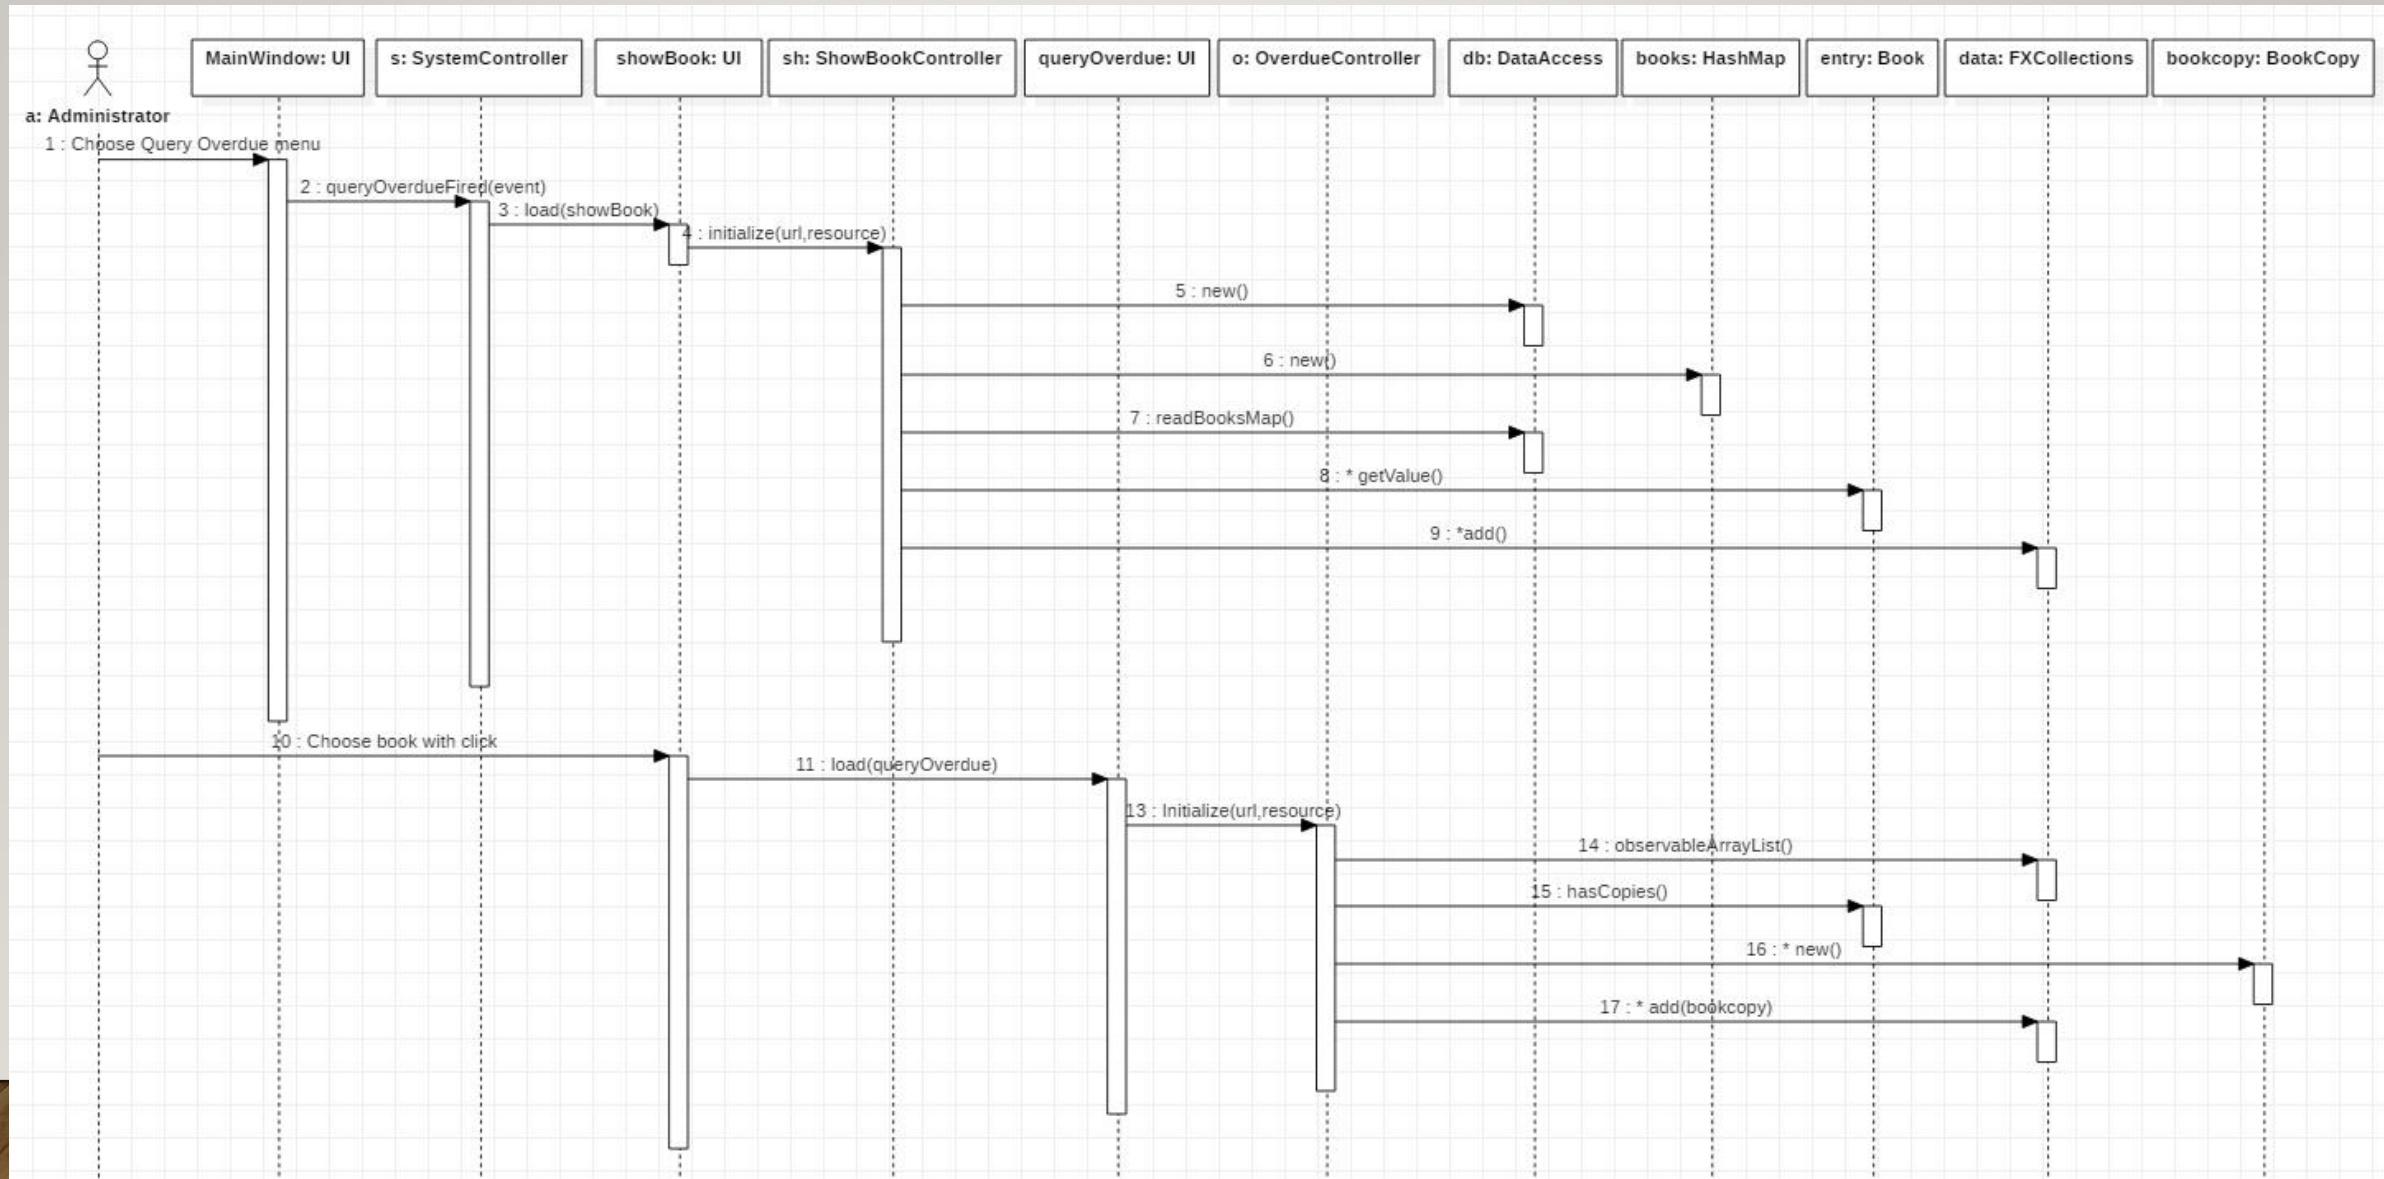 MainWindow: UI
s: SystemController
showBook: UI
sh: ShowBookController
queryOverdue: UI
o: OverdueController
db: DataAccess
books: HashMap
entry: Book
data: FXCollections
bookcopy: BookCopy
a: Administrator
1 : Choose Query Overdue menu
2 : queryOverdueFired(event)
3 : load(showBook)
4 : initialize(url,resource)
5 : new()
6 : new()
7 : readBooksMap()
8 : * getValue()
9 : *add()
10 : Choose book with click
11 : load(queryOverdue)
13 : Initialize(url,resource)
14 : observableArrayList()
15 : hasCopies()
16 : * new()
17 : * add(bookcopy)